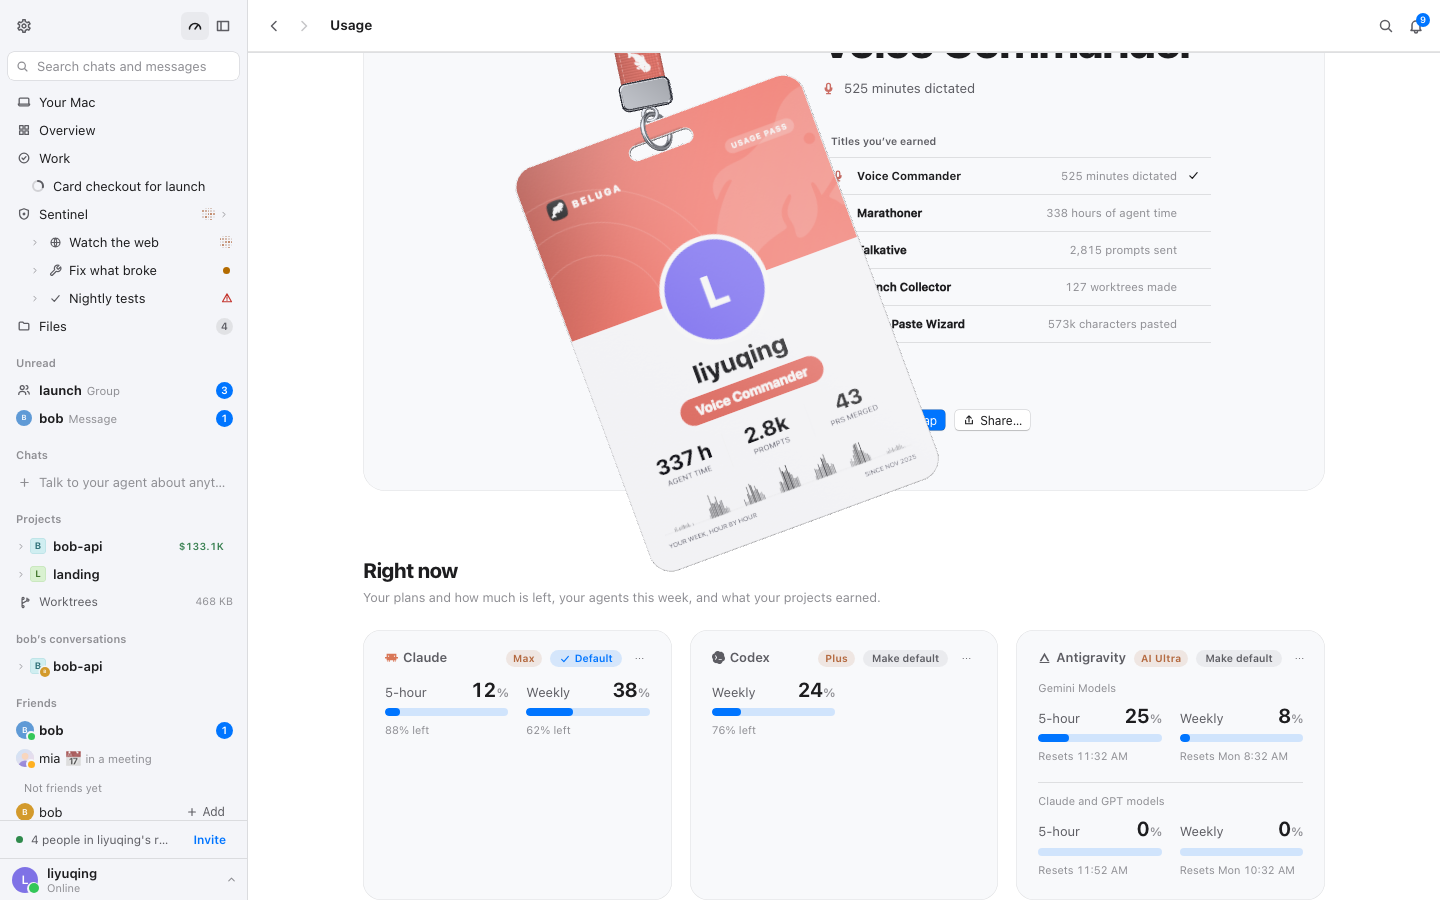 Search chats and messages
Your Mac
Overview
Work
Card checkout for launch
Sentinel
Watch the web
Fix what broke
Nightly tests
Files 4
Unread
launch Group 3
B bob Message 1
Chats
Talk to your agent about anyt...
Projects
B bob-api $133.1K
L landing
Worktrees 468 KB
bob's conversations
B bob-api
Friends
B bob 1
mia in a meeting
Not friends yet
B bob + Add
4 people in liyuqing's r... Invite
L liyuqing
Online
Usage
9
Voice Commander
525 minutes dictated
Titles you've earned
Voice Commander 525 minutes dictated
Marathoner 338 hours of agent time
Talkative 2,815 prompts sent
nch Collector 127 worktrees made
Paste Wizard 573k characters pasted
ap Share...
USAGE PASS
BELUGA
L
liyuqing
Voice Commander
337 h AGENT TIME
2.8k PROMPTS
43 PRS MERGED
YOUR WEEK, HOUR BY HOUR
SINCE NOV 2025
Right now
Your plans and how much is left, your agents this week, and what your projects earned.
Claude Max Default ...
5-hour 12% Weekly 38%
88% left 62% left
Codex Plus Make default ...
Weekly 24%
76% left
Antigravity AI Ultra Make default ...
Gemini Models
5-hour 25% Weekly 8%
Resets 11:32 AM Resets Mon 8:32 AM
Claude and GPT models
5-hour 0% Weekly 0%
Resets 11:52 AM Resets Mon 10:32 AM